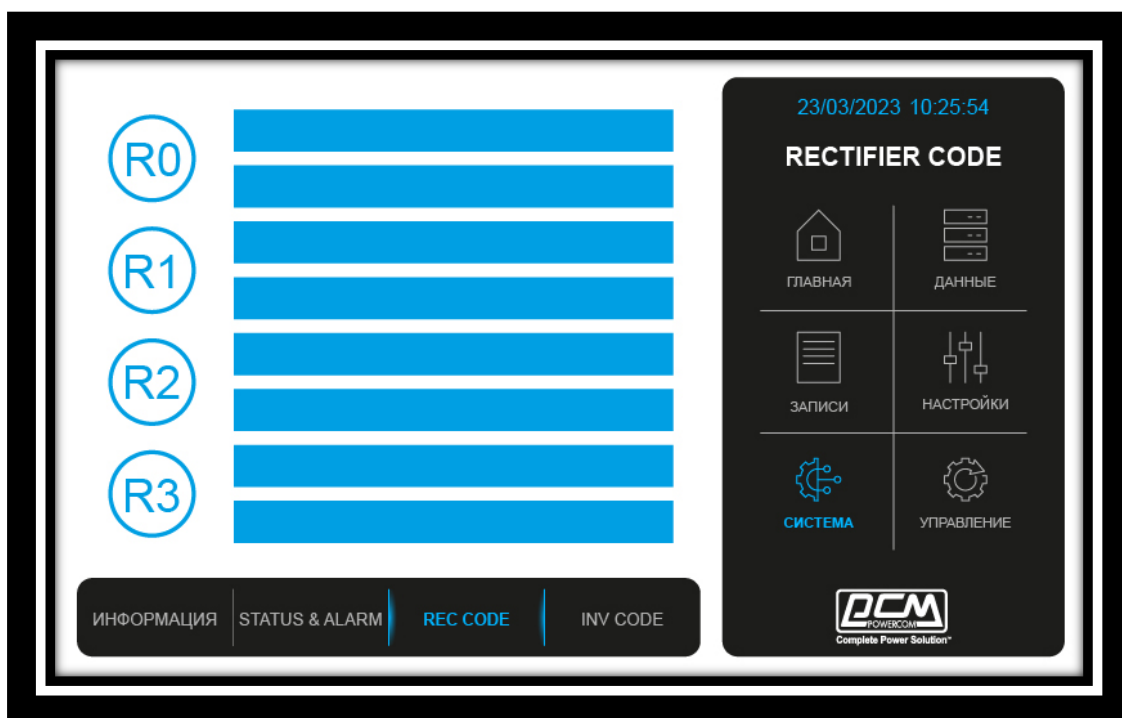 R0
R1
R2
R3
ИНФОРМАЦИЯ
STATUS & ALARM
REC CODE
INV CODE
23/03/2023 10:25:54
RECTIFIER CODE
ГЛАВНАЯ
ДАННЫЕ
ЗАПИСИ
НАСТРОЙКИ
СИСТЕМА
УПРАВЛЕНИЕ
PCM
POWERCOM
Complete Power Solution™